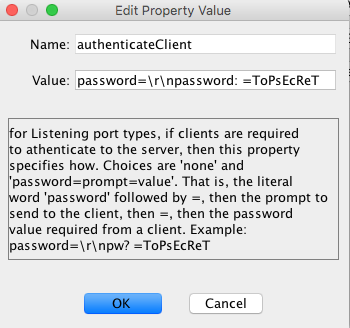 Edit Property Value
Name: authenticateClient
Value: password=\r\npassword: =ToPsEcReT
for Listening port types, if clients are required
to athenticate to the server, then this property
specifies how. Choices are 'none' and
'password=prompt=value'. That is, the literal
word 'password' followed by =, then the prompt to
send to the client, then =, then the password
value required from a client. Example:
password=\r\npw? =ToPsEcReT
OK Cancel